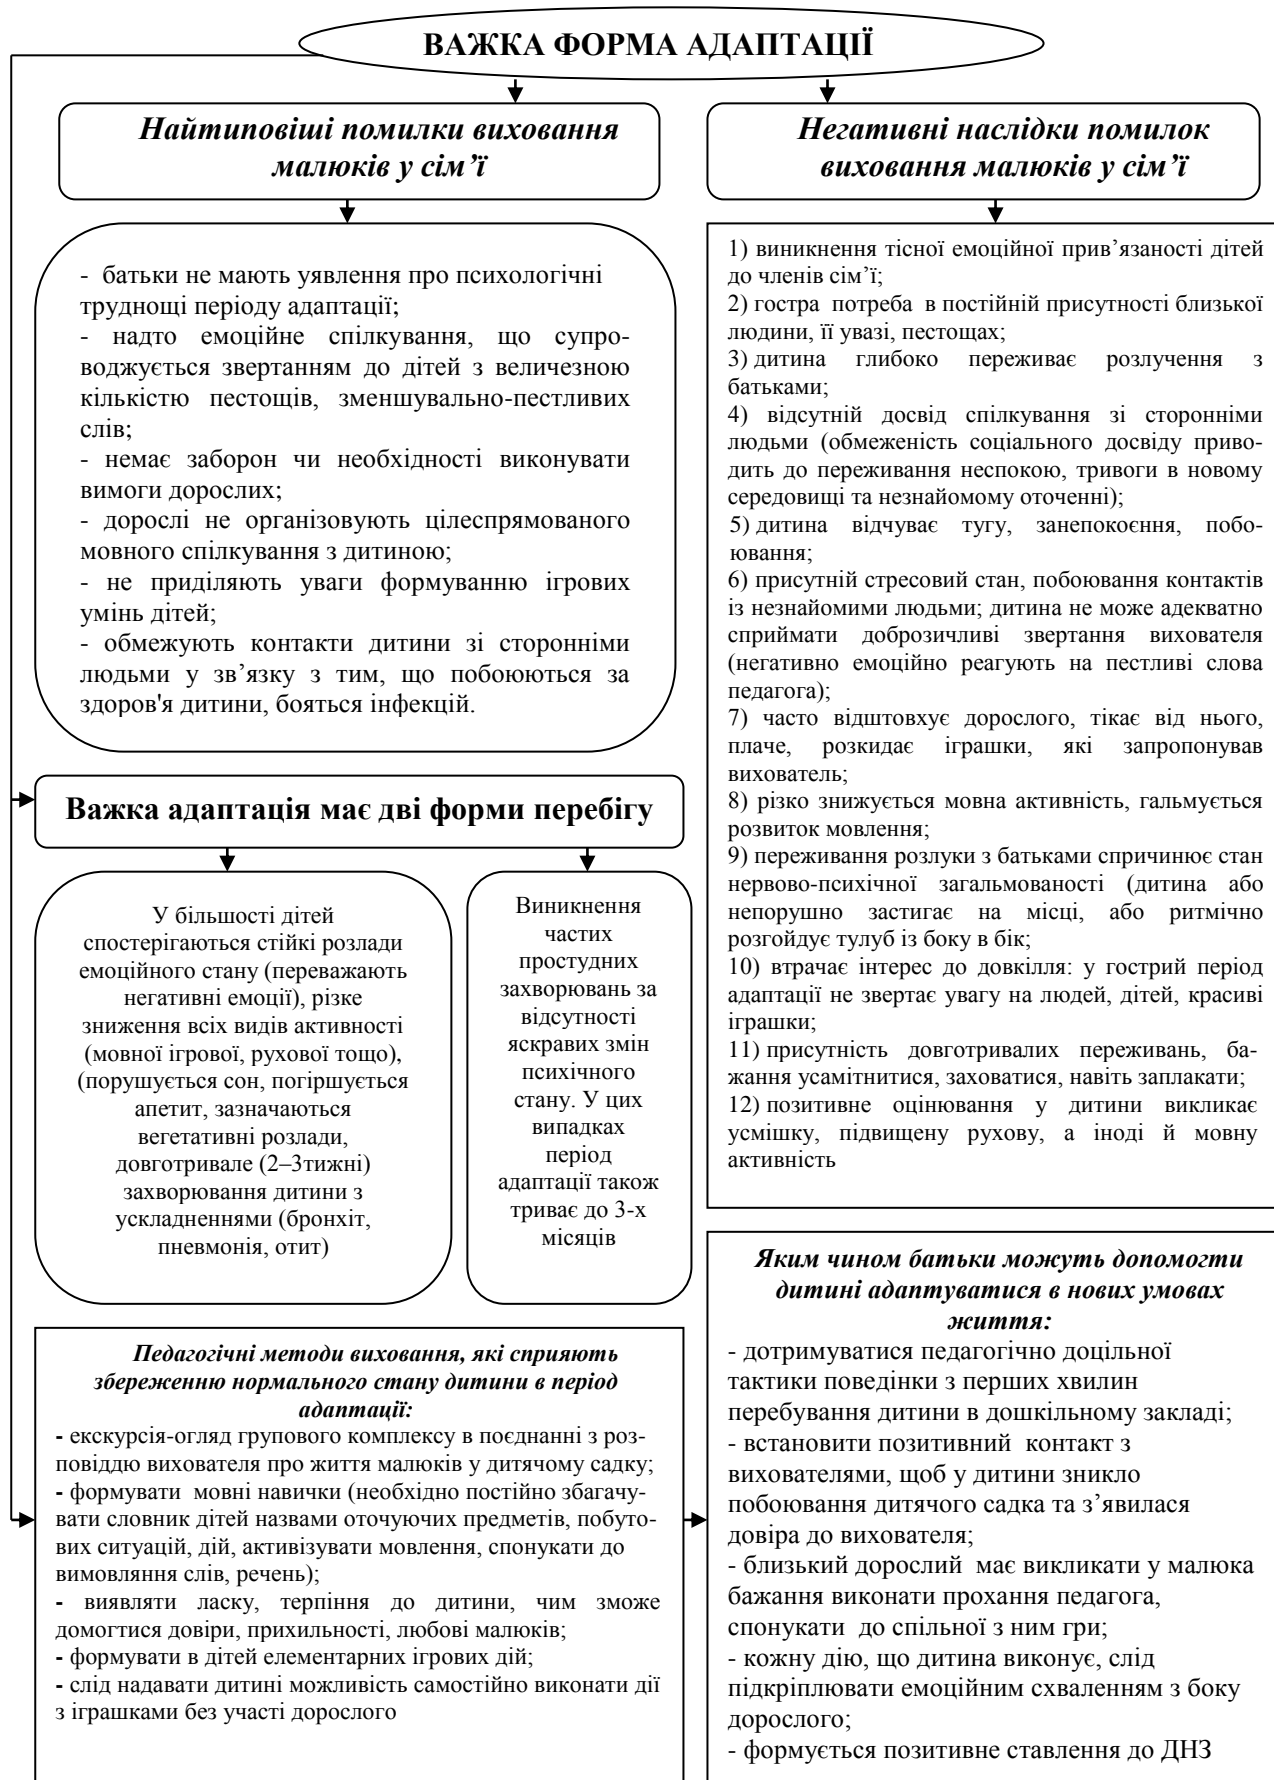 ВАЖКА ФОРМА АДАПТАЦІЇ
Найтиповіші помилки виховання
малюків у сім’ї
- батьки не мають уявлення про психологічні
труднощі періоду адаптації;
- надто емоційне спілкування, що супро-
воджується звертанням до дітей з величезною
кількістю пестощів, зменшувально-пестливих
слів;
- немає заборон чи необхідності виконувати
вимоги дорослих;
- дорослі не організовують цілеспрямованого
мовного спілкування з дитиною;
- не приділяють уваги формуванню ігрових
умінь дітей;
- обмежують контакти дитини зі сторонніми
людьми у зв’язку з тим, що побоюються за
здоров'я дитини, бояться інфекцій.
Негативні наслідки помилок
виховання малюків у сім’ї
1) виникнення тісної емоційної прив’язаності дітей
до членів сім’ї;
2) гостра потреба в постійній присутності близької
людини, її увазі, пестощах;
3) дитина глибоко переживає розлучення з
батьками;
4) відсутній досвід спілкування зі сторонніми
людьми (обмеженість соціального досвіду приво-
дить до переживання неспокою, тривоги в новому
середовищі та незнайомому оточенні);
5) дитина відчуває тугу, занепокоєння, побо-
ювання;
6) присутній стресовий стан, побоювання контактів
із незнайомими людьми; дитина не може адекватно
сприймати доброзичливі звертання вихователя
(негативно емоційно реагують на пестливі слова
педагога);
7) часто відштовхує дорослого, тікає від нього,
плаче, розкидає іграшки, які запропонував
вихователь;
8) різко знижується мовна активність, гальмується
розвиток мовлення;
9) переживання розлуки з батьками спричинює стан
нервово-психічної загальмованості (дитина або
непорушно застигає на місці, або ритмічно
розгойдує тулуб із боку в бік;
10) втрачає інтерес до довкілля: у гострий період
адаптації не звертає увагу на людей, дітей, красиві
іграшки;
11) присутність довготривалих переживань, ба-
жання усамітнитися, заховатися, навіть заплакати;
12) позитивне оцінювання у дитини викликає
усмішку, підвищену рухову, а іноді й мовну
активність
Важка адаптація має дві форми перебігу
У більшості дітей
спостерігаються стійкі розлади
емоційного стану (переважають
негативні емоції), різке
зниження всіх видів активності
(мовної ігрової, рухової тощо),
(порушується сон, погіршується
апетит, зазначаються
вегетативні розлади,
довготривале (2–3тижні)
захворювання дитини з
ускладненнями (бронхіт,
пневмонія, отит)
Виникнення
частих
простудних
захворювань за
відсутності
яскравих змін
психічного
стану. У цих
випадках
період
адаптації також
триває до 3-х
місяців
Педагогічні методи виховання, які сприяють
збереженню нормального стану дитини в період
адаптації:
- екскурсія-огляд групового комплексу в поєднанні з роз-
повіддю вихователя про життя малюків у дитячому садку;
- формувати мовні навички (необхідно постійно збагачу-
вати словник дітей назвами оточуючих предметів, побуто-
вих ситуацій, дій, активізувати мовлення, спонукати до
вимовляння слів, речень);
- виявляти ласку, терпіння до дитини, чим зможе
домогтися довіри, прихильності, любові малюків;
- формувати в дітей елементарних ігрових дій;
- слід надавати дитині можливість самостійно виконати дії
з іграшками без участі дорослого
Яким чином батьки можуть допомогти
дитині адаптуватися в нових умовах
життя:
- дотримуватися педагогічно доцільної
тактики поведінки з перших хвилин
перебування дитини в дошкільному закладі;
- встановити позитивний контакт з
вихователями, щоб у дитини зникло
побоювання дитячого садка та з’явилася
довіра до вихователя;
- близький дорослий має викликати у малюка
бажання виконати прохання педагога,
спонукати до спільної з ним гри;
- кожну дію, що дитина виконує, слід
підкріплювати емоційним схваленням з боку
дорослого;
- формується позитивне ставлення до ДНЗ